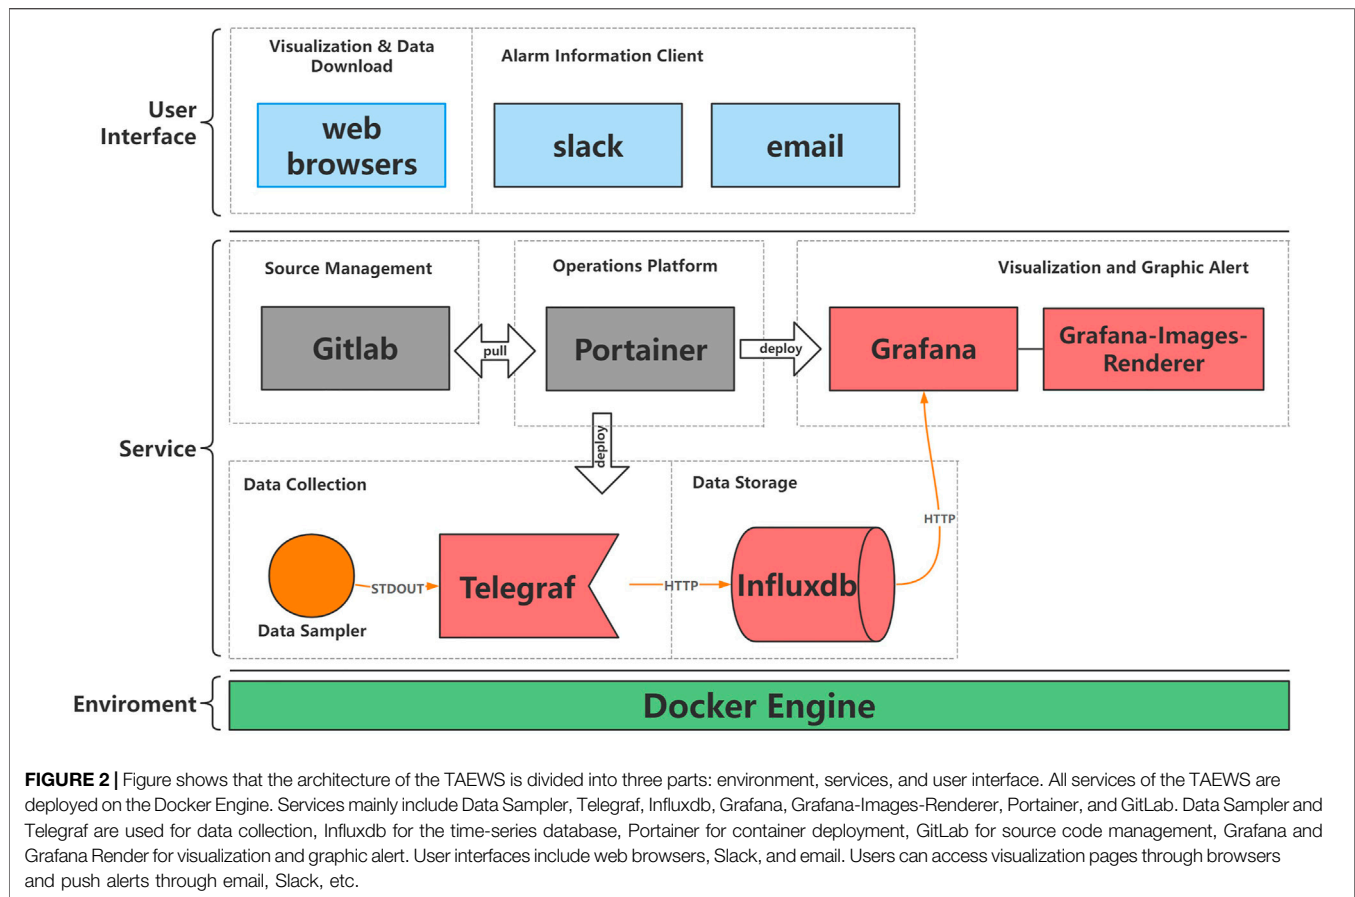 Visualization & Data
Download
Alarm Information Client
User
Interface
web
browsers
slack
email
Source Management
Operations Platform
Visualization and Graphic Alert
Gitlab
pull
Portainer
deploy
Grafana
Grafana-Images-
Renderer
deploy
Service
Data Collection
Data Storage
HTTP
STDOUT
Telegraf
HTTP
Influxdb
Data Sampler
Enviroment
Docker Engine
FIGURE 2 | Figure shows that the architecture of the TAEWS is divided into three parts: environment, services, and user interface. All services of the TAEWS are
deployed on the Docker Engine. Services mainly include Data Sampler, Telegraf, Influxdb, Grafana, Grafana-Images-Renderer, Portainer, and GitLab. Data Sampler and
Telegraf are used for data collection, Influxdb for the time-series database, Portainer for container deployment, GitLab for source code management, Grafana and
Grafana Render for visualization and graphic alert. User interfaces include web browsers, Slack, and email. Users can access visualization pages through browsers
and push alerts through email, Slack, etc.